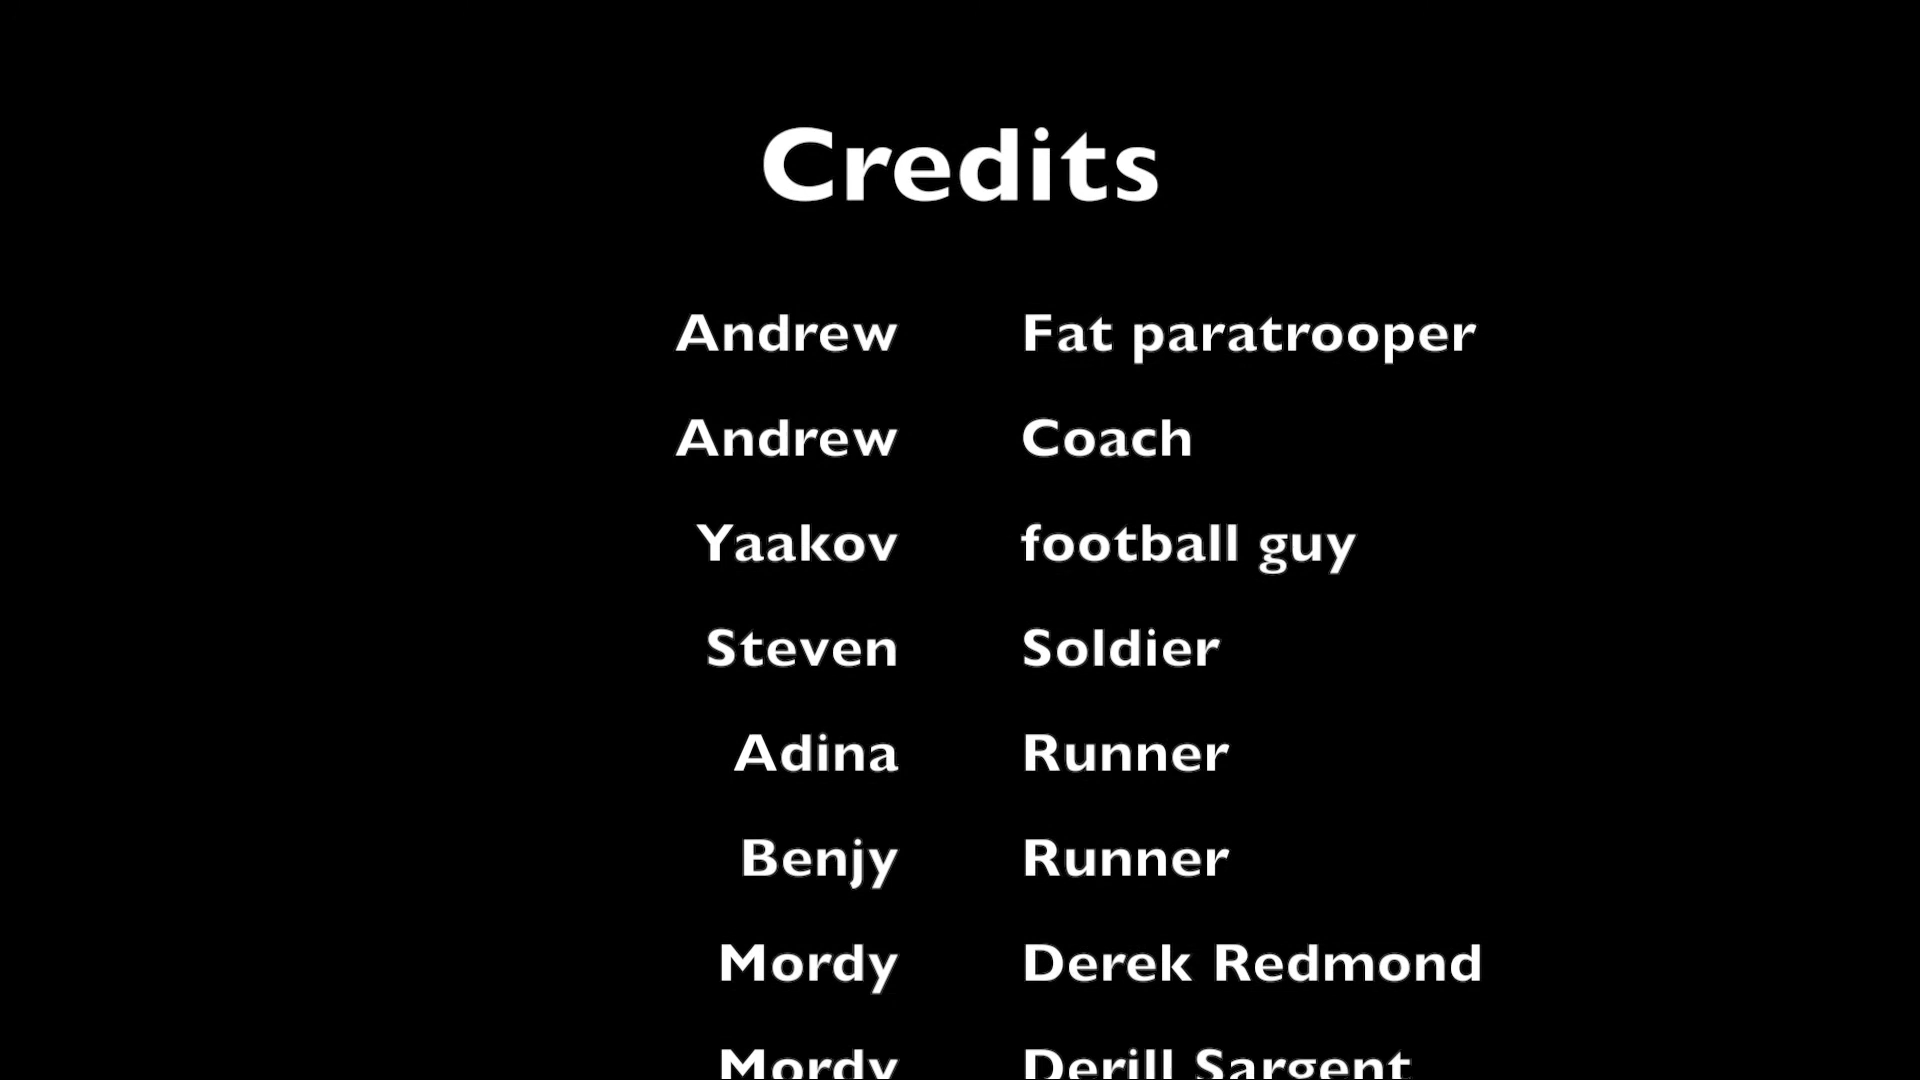 Credits
Andrew Fat paratrooper
Andrew Coach
Yaakov football guy
Steven Soldier
Adina Runner
Benjy Runner
Mordy Derek Redmond
Mordy Derill Sargent